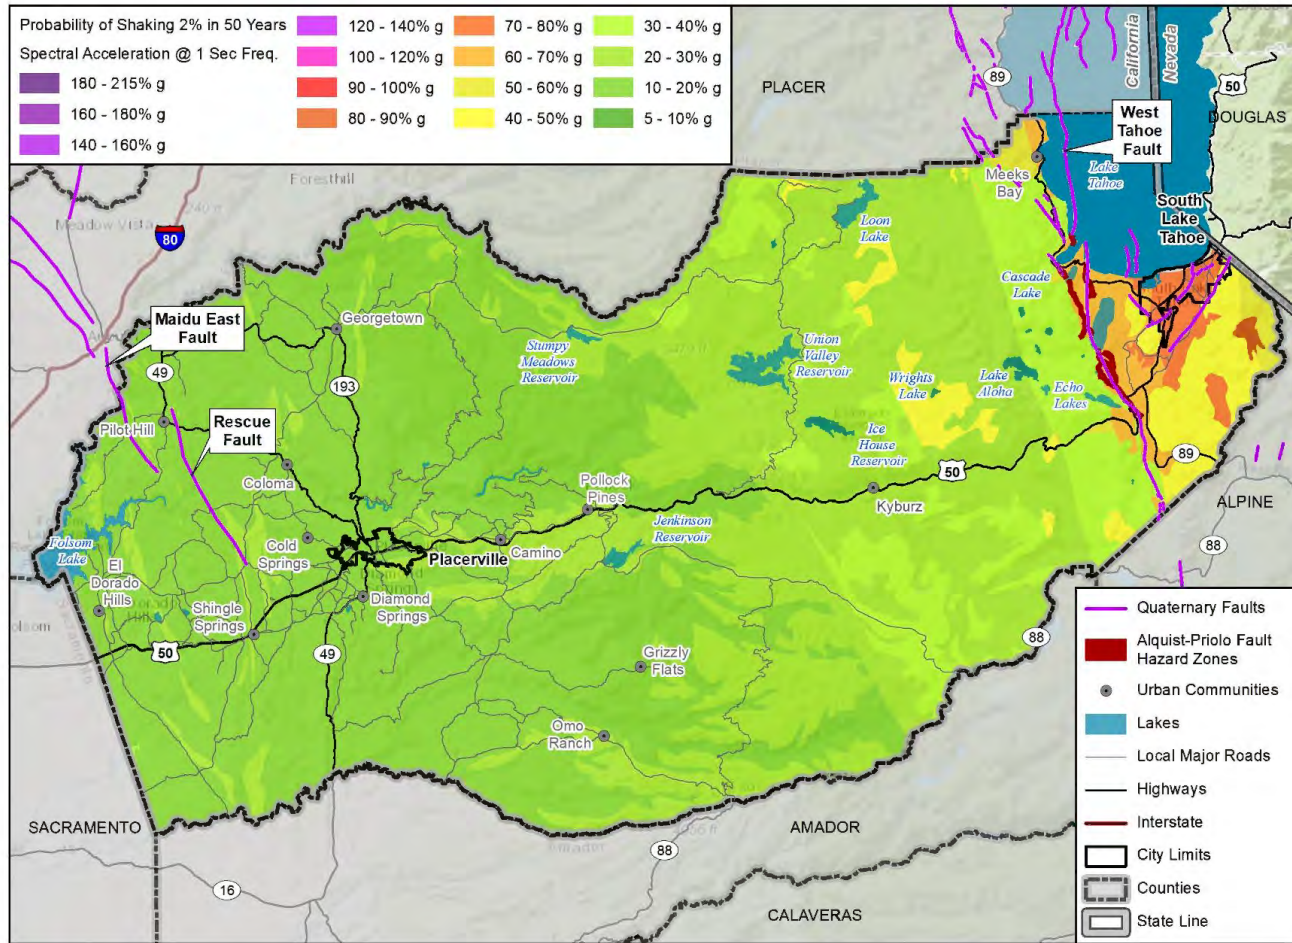 Probability of Shaking 2% in 50 Years
Spectral Acceleration @ 1 Sec Freq.
180 - 215% g
160 - 180% g
140 - 160% g
120 - 140% g
100 - 120% g
90 - 100% g
80 - 90% g
70 - 80% g
60 - 70% g
50 - 60% g
40 - 50% g
30 - 40% g
20 - 30% g
10 - 20% g
5 - 10% g
PLACER
89
California
Nevada
50
DOUGLAS
West
Tahoe
Fault
Lake
Tahoe
Meeks
Bay
South
Lake
Tahoe
Foresthill
Meadow Vista
240 ft
80
Loon
Lake
Cascade
Lake
Maidu East
Fault
Georgetown
49
193
Stumpy
Meadows
Reservoir
Union
Valley
Reservoir
Wrights
Lake
Lake
Aloha
Echo
Lakes
Pilot Hill
Rescue
Fault
Ice
House
Reservoir
50
89
Coloma
Pollock
Pines
Kyburz
ALPINE
88
Folsom
Lake
Cold
Springs
Placerville
Camino
Jenkinson
Reservoir
El
Dorado
Hills
Diamond
Springs
Shingle
Springs
olsom
50
49
Grizzly
Flats
88
Omo
Ranch
SACRAMENTO
AMADOR
88
16
CALAVERAS
Quaternary Faults
Alquist-Priolo Fault
Hazard Zones
Urban Communities
Lakes
Local Major Roads
Highways
Interstate
City Limits
Counties
State Line